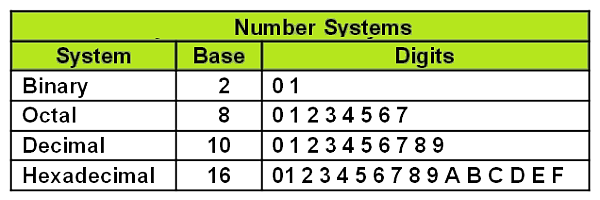 Number Systems
System Base Digits
Binary 2 0 1
Octal 8 0 1 2 3 4 5 6 7
Decimal 10 0 1 2 3 4 5 6 7 8 9
Hexadecimal 16 01 2 3 4 5 6 7 8 9 A B C D E F